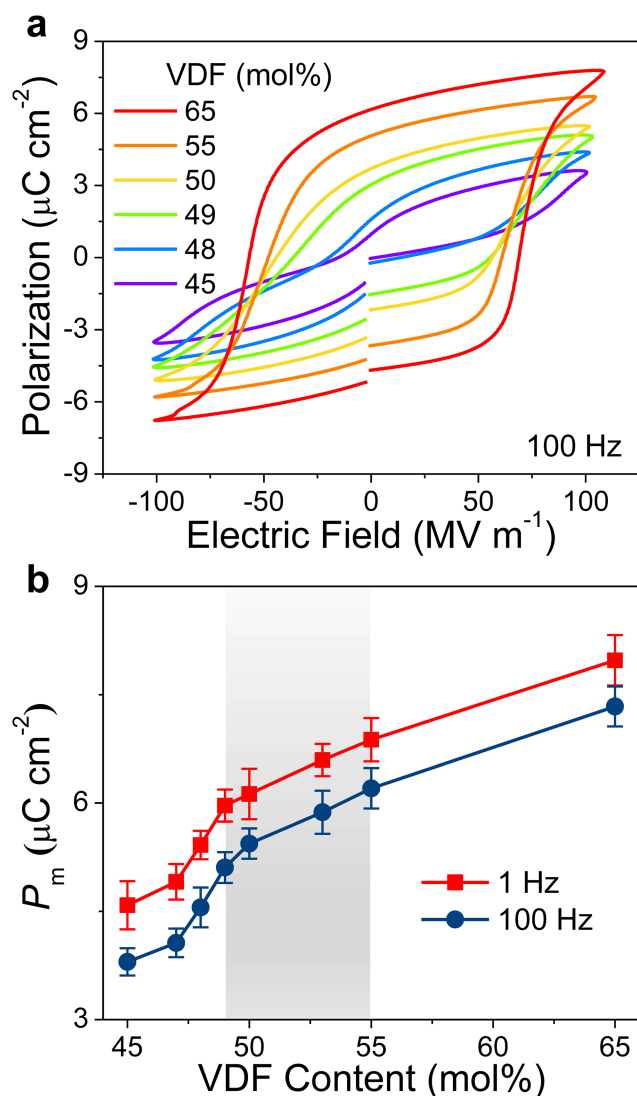 a
9
6
3
0
-3
-6
-9
Polarization (μC cm⁻²)
VDF (mol%)
65
55
50
49
48
45
100 Hz
-100 -50 0 50 100
Electric Field (MV m⁻¹)
b
9
6
3
Pm (μC cm⁻²)
1 Hz
100 Hz
45 50 55 60 65
VDF Content (mol%)